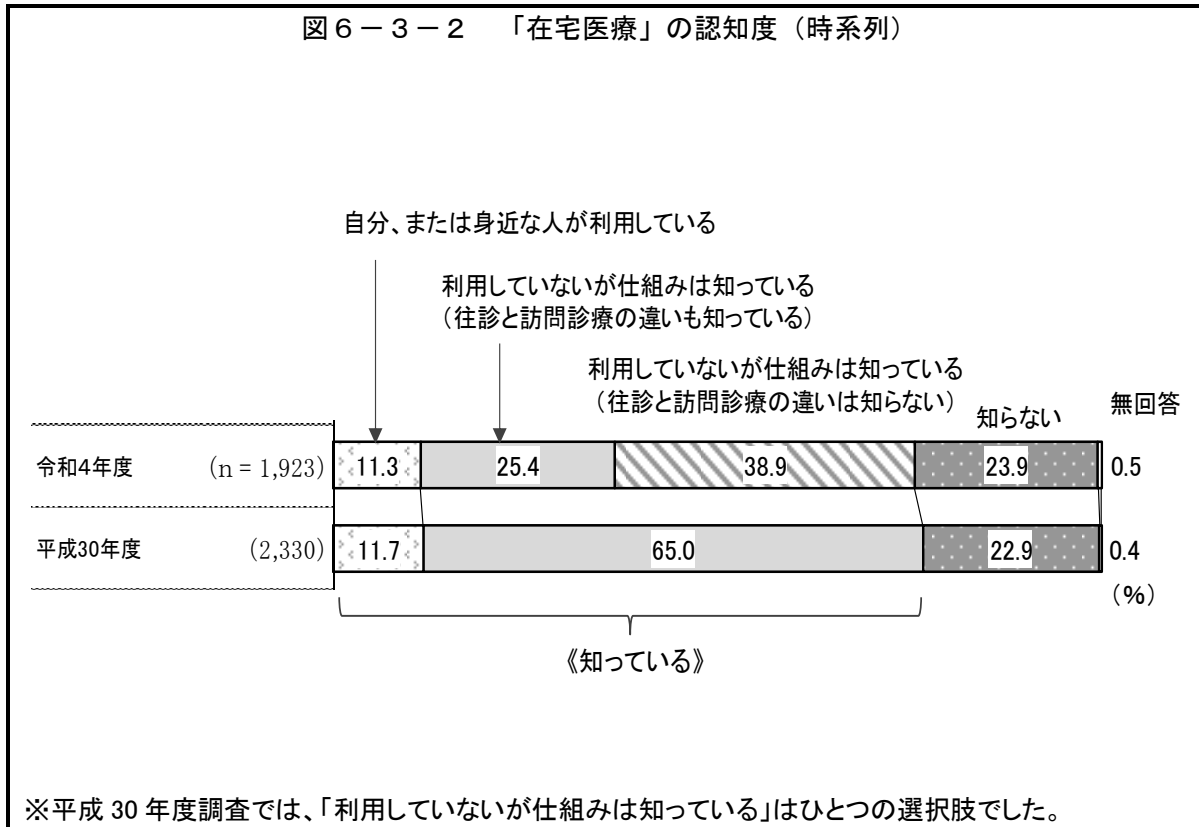 図6-3-2 「在宅医療」の認知度(時系列)
自分、または身近な人が利用している
利用していないが仕組みは知っている
(往診と訪問診療の違いも知っている)
利用していないが仕組みは知っている
(往診と訪問診療の違いは知らない)
知らない
無回答
令和4年度 (n = 1,923) 11.3 25.4 38.9 23.9 0.5
平成30年度 (2,330) 11.7 65.0 22.9 0.4
(%)
《知っている》
※平成 30 年度調査では、「利用していないが仕組みは知っている」はひとつの選択肢でした。